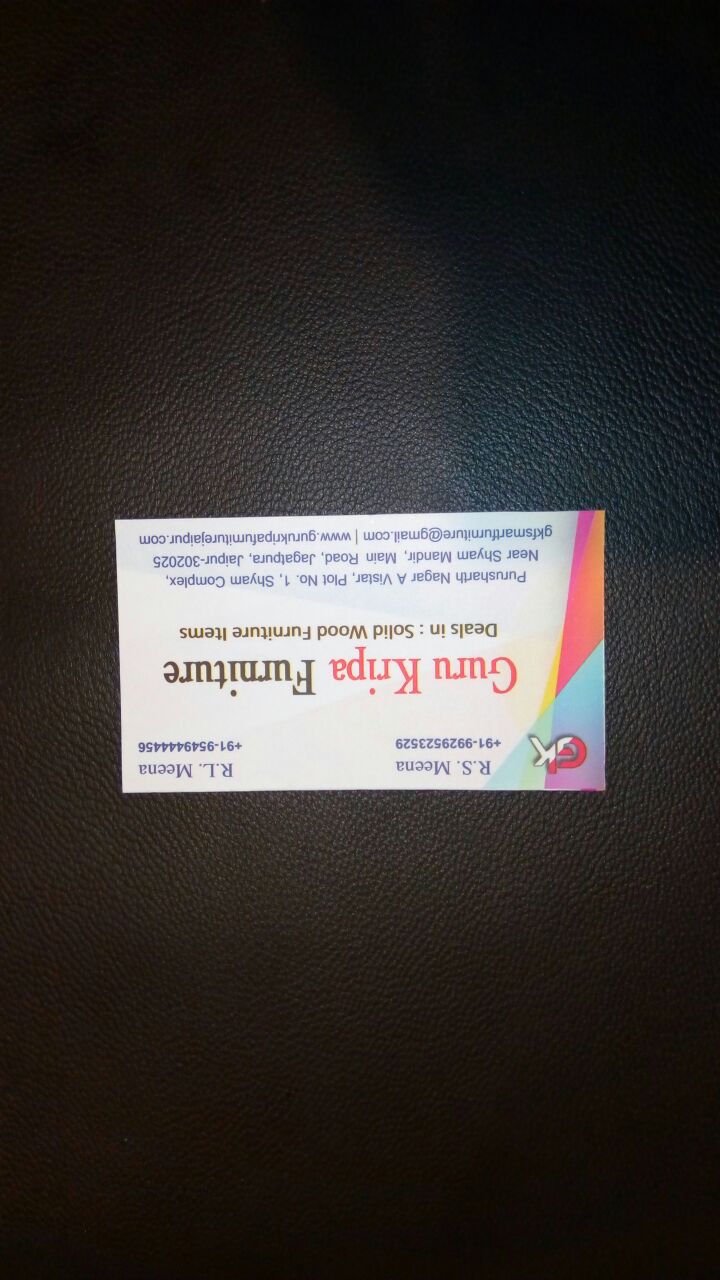 GK
R.S. Meena
+91-9929523529
R.L. Meena
+91-9549444456
Guru Kripa Furniture
Deals in : Solid Wood Furniture Items
Purusharth Nagar A Vistar, Plot No. 1, Shyam Complex,
Near Shyam Mandir, Main Road, Jagatpura, Jaipur-302025
gkfsmartfurniture@gmail.com | www.gurukripafurniturejaipur.com